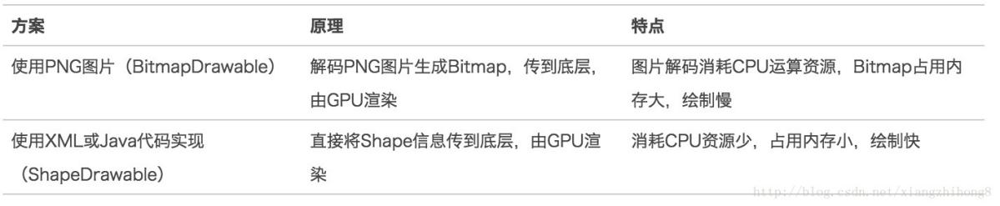 方案 原理 特点
使用PNG图片（BitmapDrawable） 解码PNG图片生成Bitmap，传到底层， 图片解码消耗CPU运算资源，Bitmap占用内
由GPU渲染 存大，绘制慢
使用XML或Java代码实现 直接将Shape信息传到底层，由GPU渲 消耗CPU资源少，占用内存小，绘制快
（ShapeDrawable） 染
http://blog.csdn.net/xiangzhihong8